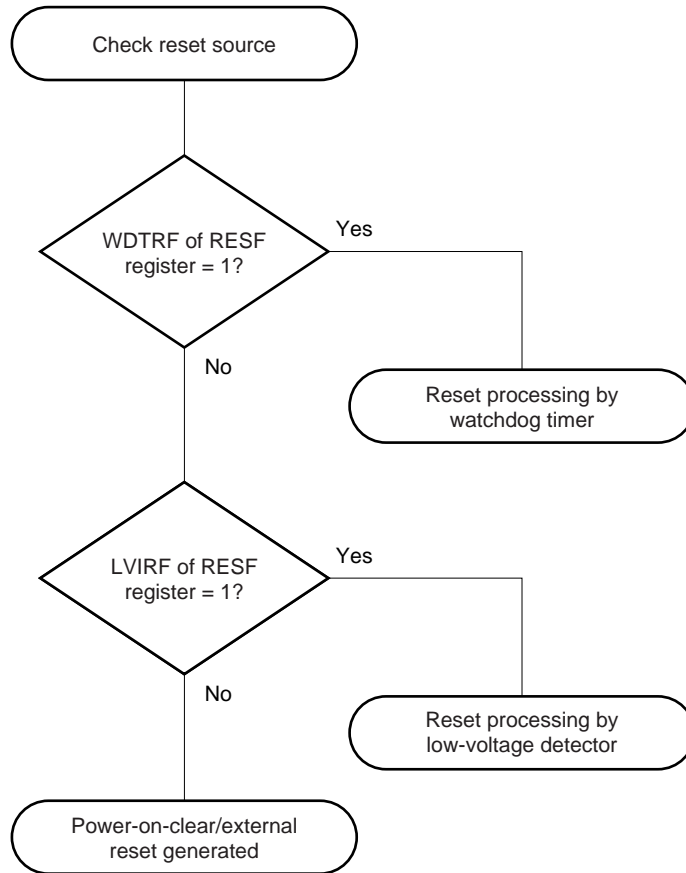 Check reset source
WDTRF of RESF
register = 1?
Yes
No
Reset processing by
watchdog timer
LVIRF of RESF
register = 1?
Yes
No
Reset processing by
low-voltage detector
Power-on-clear/external
reset generated